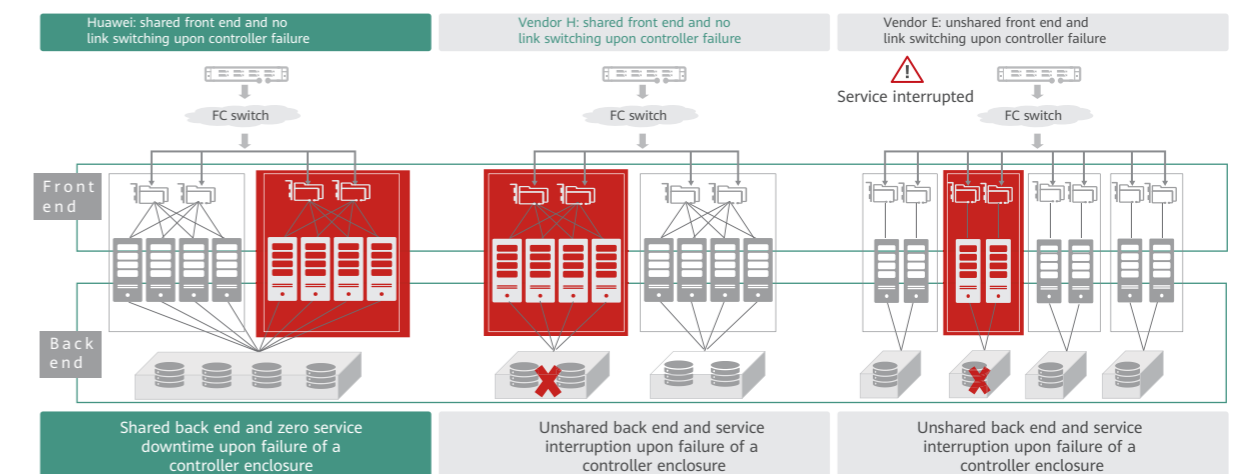 Huawei: shared front end and no
link switching upon controller failure
Vendor H: shared front end and no
link switching upon controller failure
Vendor E: unshared front end and
link switching upon controller failure
!
Service interrupted
FC switch
FC switch
FC switch
Front
end
Back
end
Shared back end and zero service
downtime upon failure of a
controller enclosure
Unshared back end and service
interruption upon failure of a
controller enclosure
Unshared back end and service
interruption upon failure of a
controller enclosure